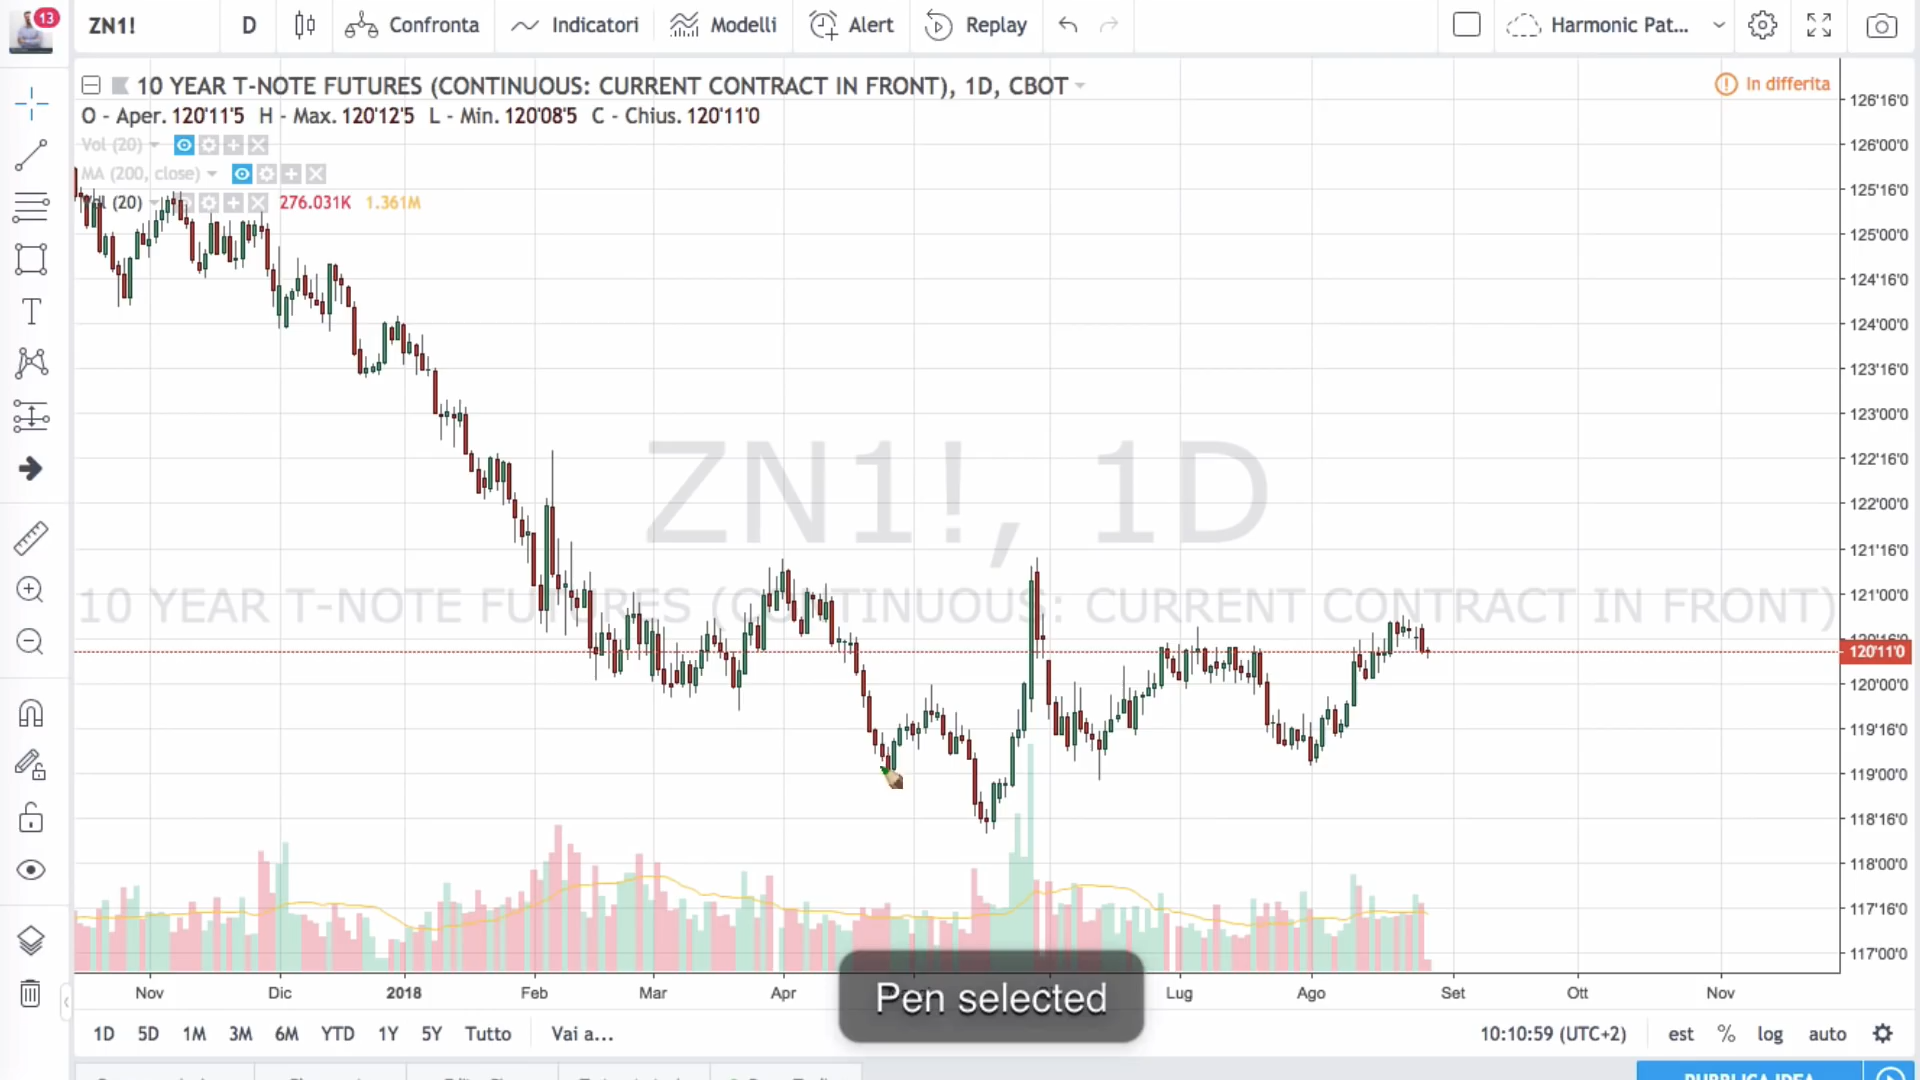 13
ZN1!
D
Confronta
Indicatori
Modelli
Alert
Replay
Harmonic Pat...
10 YEAR T-NOTE FUTURES (CONTINUOUS: CURRENT CONTRACT IN FRONT), 1D, CBOT
In differita
O - Aper. 120'11'5 H - Max. 120'12'5 L - Min. 120'08'5 C - Chius. 120'11'0
Vol (20)
MA (200, close)
Vol (20) 276.031K 1.361M
ZN1!, 1D
10 YEAR T-NOTE FUTURES (CONTINUOUS: CURRENT CONTRACT IN FRONT)
126'16'0
126'00'0
125'16'0
125'00'0
124'16'0
124'00'0
123'16'0
123'00'0
122'16'0
122'00'0
121'16'0
121'00'0
120'16'0
120'11'0
120'00'0
119'16'0
119'00'0
118'16'0
118'00'0
117'16'0
117'00'0
Nov
Dic
2018
Feb
Mar
Apr
Lug
Ago
Set
Ott
Nov
Pen selected
1D 5D 1M 3M 6M YTD 1Y 5Y Tutto Vai a...
10:10:59 (UTC+2) est % log auto
PUBBLICA IDEA